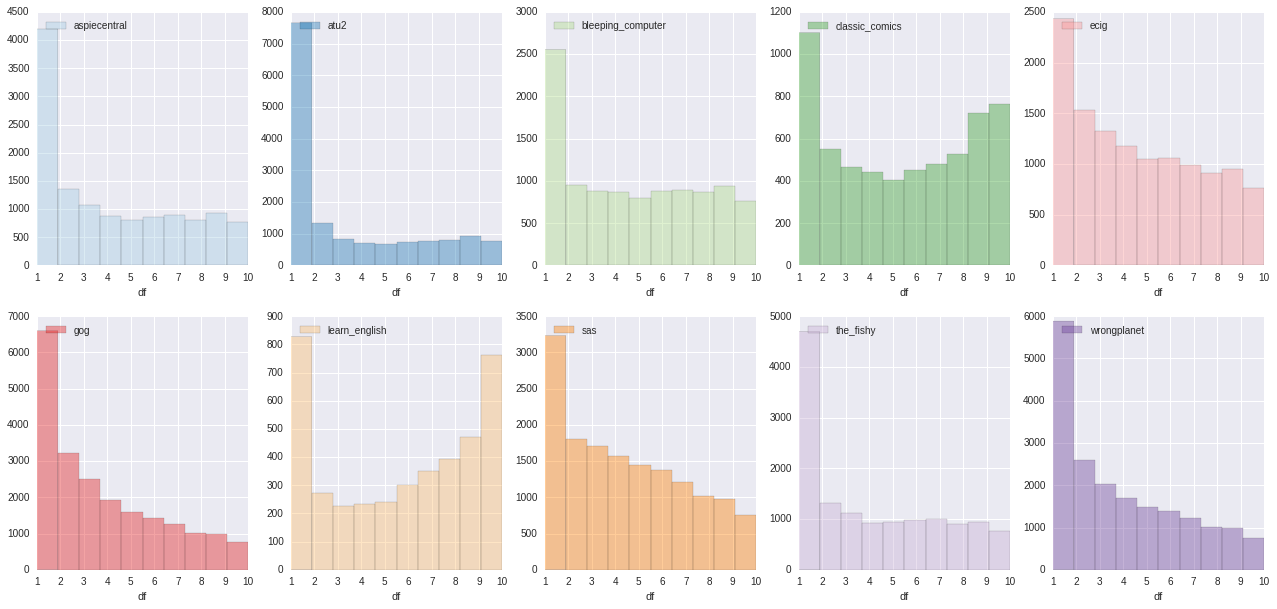 aspiecentral
4500
4000
3500
3000
2500
2000
1500
1000
500
0
1 2 3 4 5 6 7 8 9 10
df
atu2
8000
7000
6000
5000
4000
3000
2000
1000
0
1 2 3 4 5 6 7 8 9 10
df
bleeping_computer
3000
2500
2000
1500
1000
500
0
1 2 3 4 5 6 7 8 9 10
df
classic_comics
1200
1000
800
600
400
200
0
1 2 3 4 5 6 7 8 9 10
df
ecig
2500
2000
1500
1000
500
0
1 2 3 4 5 6 7 8 9 10
df
gog
7000
6000
5000
4000
3000
2000
1000
0
1 2 3 4 5 6 7 8 9 10
df
learn_english
900
800
700
600
500
400
300
200
100
0
1 2 3 4 5 6 7 8 9 10
df
sas
3500
3000
2500
2000
1500
1000
500
0
1 2 3 4 5 6 7 8 9 10
df
the_fishy
5000
4000
3000
2000
1000
0
1 2 3 4 5 6 7 8 9 10
df
wrongplanet
6000
5000
4000
3000
2000
1000
0
1 2 3 4 5 6 7 8 9 10
df